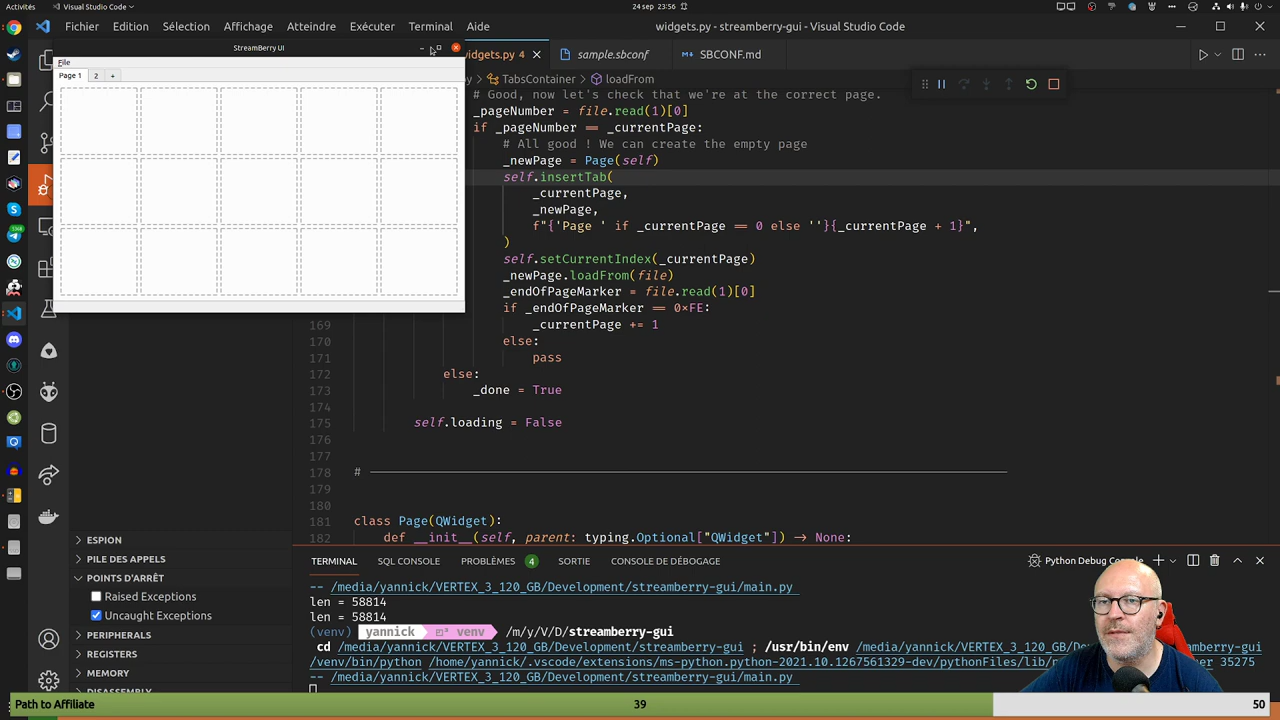 Activités
Visual Studio Code
24 sep 23:56
Fichier Edition Sélection Affichage Atteindre Exécuter Terminal Aide
widgets.py - streamberry-gui - Visual Studio Code
StreamBerry UI
File
Page 1 2 +
widgets.py 4
sample.sbconf
SBCONF.md
py > TabsContainer > loadFrom
# Good, now let's check that we're at the correct page.
_pageNumber = file.read(1)[0]
if _pageNumber == _currentPage:
# All good ! We can create the empty page
_newPage = Page(self)
self.insertTab(
_currentPage,
_newPage,
f"{'Page ' if _currentPage == 0 else ''}{_currentPage + 1}",
)
self.setCurrentIndex(_currentPage)
_newPage.loadFrom(file)
_endOfPageMarker = file.read(1)[0]
if _endOfPageMarker == 0×FE:
169 _currentPage += 1
170 else:
171 pass
172 else:
173 _done = True
174
175 self.loading = False
176
177
178 #
179
180
181 class Page(QWidget):
182 def __init__(self, parent: typing.Optional["QWidget"]) → None:
ESPION
PILE DES APPELS
POINTS D'ARRÊT
Raised Exceptions
Uncaught Exceptions
PERIPHERALS
REGISTERS
MEMORY
DISASSEMBLY
TERMINAL SQL CONSOLE PROBLÈMES 4 SORTIE CONSOLE DE DÉBOGAGE
Python Debug Console
-- /media/yannick/VERTEX_3_120_GB/Development/streamberry-gui/main.py
len = 58814
len = 58814
(venv) yannick venv /m/y/V/D/streamberry-gui
cd /media/yannick/VERTEX_3_120_GB/Development/streamberry-gui ; /usr/bin/env /media/yannick/VERTEX_3_120_GB/Development
/venv/bin/python /home/yannick/.vscode/extensions/ms-python.python-2021.10.1267561329-dev/pythonFiles/lib/ 35275
-- /media/yannick/VERTEX_3_120_GB/Development/streamberry-gui/main.py
Path to Affiliate 39 50